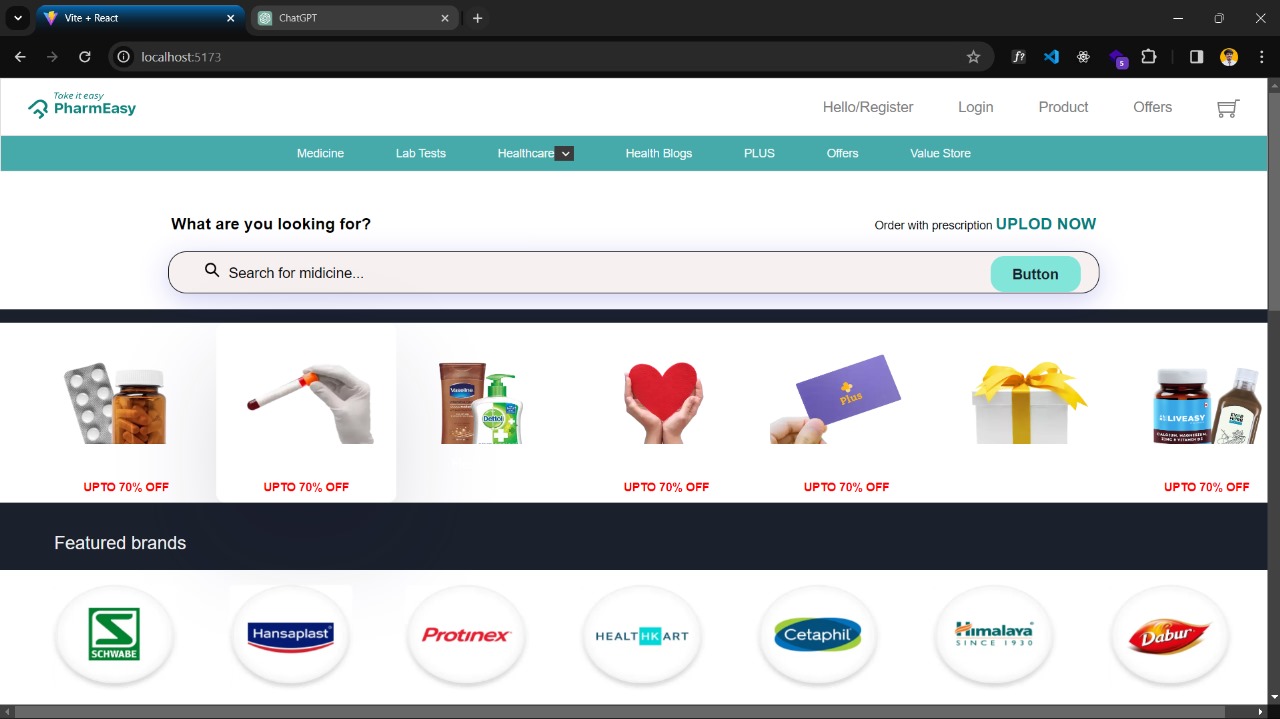 Vite + React
ChatGPT
localhost:5173
f?
5
Take it easy
PharmEasy
Hello/Register Login Product Offers
Medicine Lab Tests Healthcare Health Blogs PLUS Offers Value Store
What are you looking for?
Order with prescription UPLOD NOW
Search for midicine...
Button
Vaseline
Dettol
Plus
LIVEASY
UPTO 70% OFF
UPTO 70% OFF
UPTO 70% OFF
UPTO 70% OFF
UPTO 70% OFF
Featured brands
SCHWABE
Hansaplast
Protinex
HEALTHKART
Cetaphil
Himalaya
SINCE 1930
Dabur